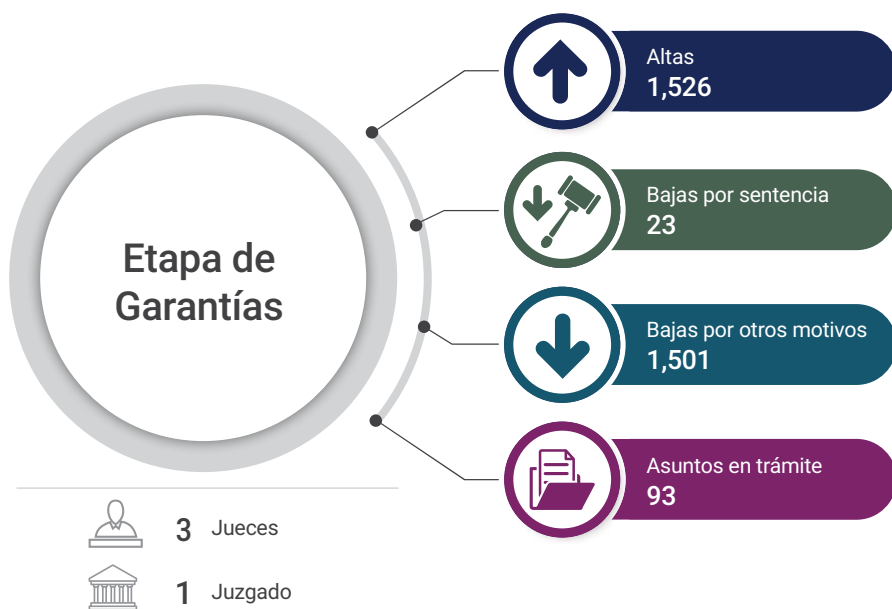 Etapa de
Garantías
Altas
1,526
Bajas por sentencia
23
Bajas por otros motivos
1,501
Asuntos en trámite
93
3 Jueces
1 Juzgado